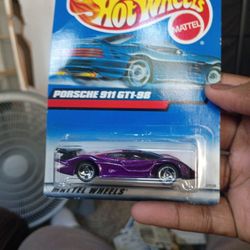 Hot Wheels
MATTEL
PORSCHE 911 GT1-98
MATTEL WHEELS